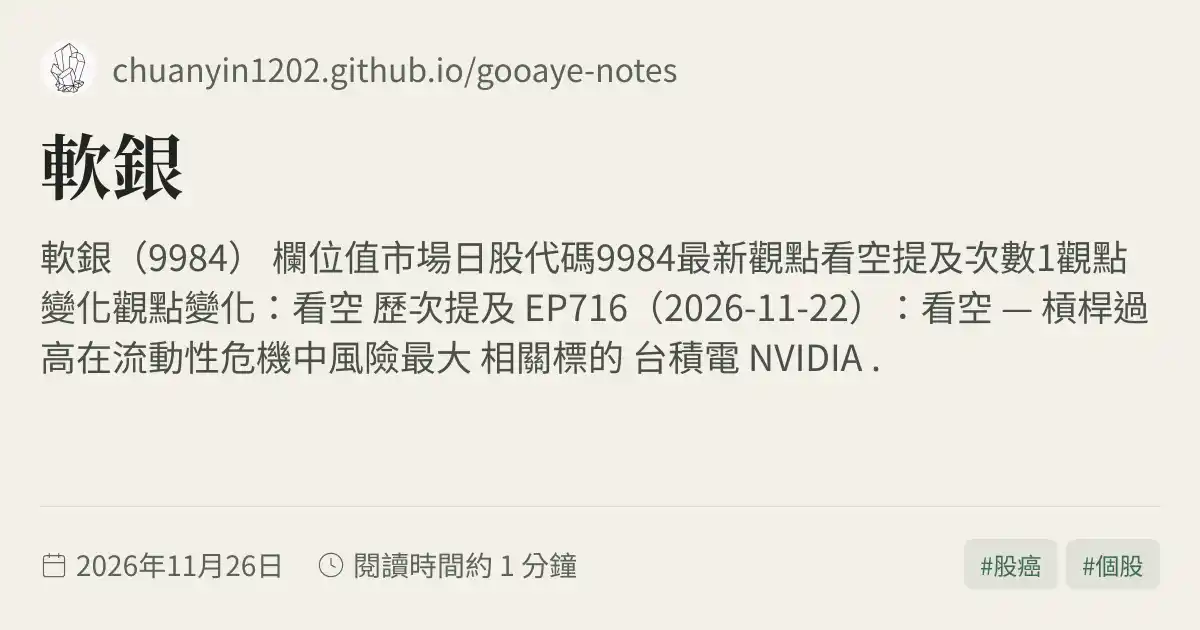 chuanyin1202.github.io/gooaye-notes
軟銀
軟銀（9984） 欄位值市場日股代碼9984最新觀點看空提及次數1觀點
變化觀點變化：看空 歷次提及 EP716（2026-11-22）：看空 — 槓桿過
高在流動性危機中風險最大 相關標的 台積電 NVIDIA .
2026年11月26日 閱讀時間約 1 分鐘 #股癌 #個股